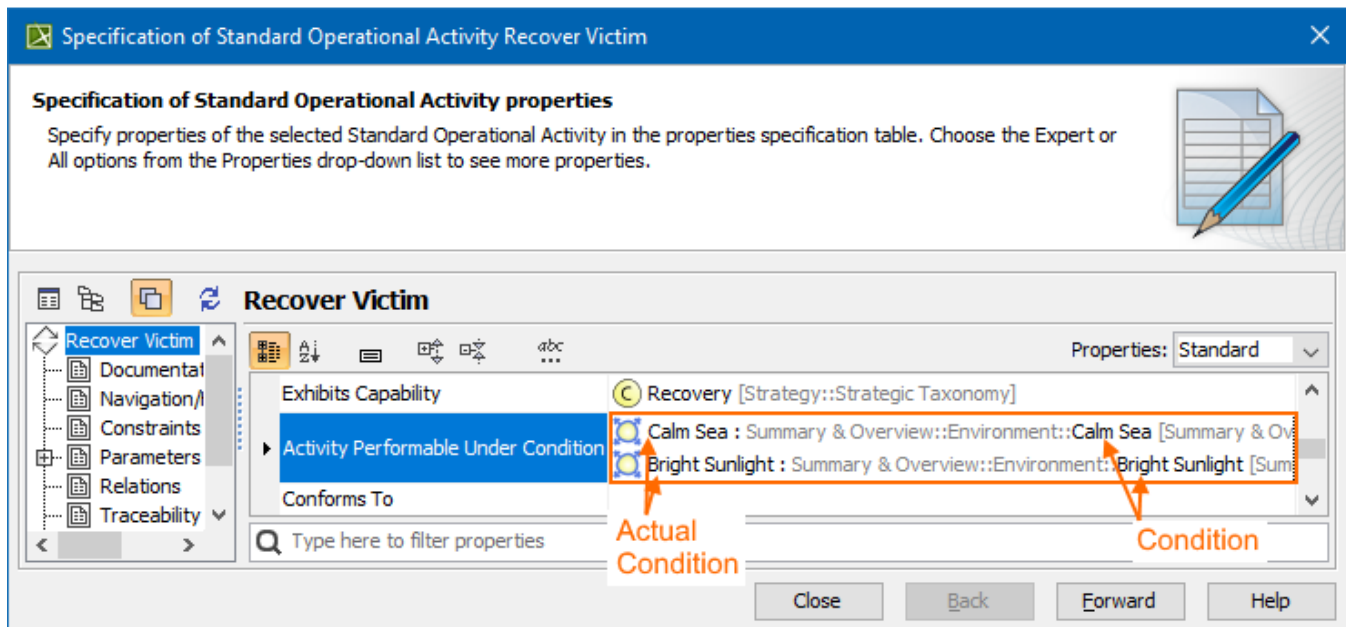 Specification of Standard Operational Activity Recover Victim
Specification of Standard Operational Activity properties
Specify properties of the selected Standard Operational Activity in the properties specification table. Choose the Expert or
All options from the Properties drop-down list to see more properties.
Recover Victim
Recover Victim
Documentat
Navigation/
Constraints
Parameters
Relations
Traceability
Properties: Standard
Exhibits Capability
C Recovery [Strategy::Strategic Taxonomy]
Activity Performable Under Condition
Calm Sea : Summary & Overview::Environment::Calm Sea [Summary & Ov
Bright Sunlight : Summary & Overview::Environment::Bright Sunlight [Sum
Conforms To
Type here to filter properties
Actual
Condition
Condition
Close
Back
Forward
Help